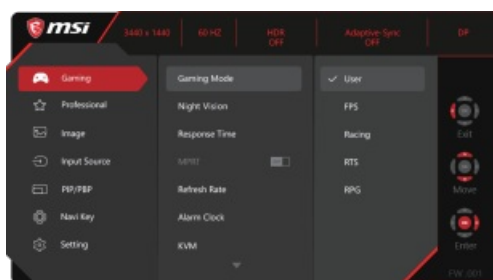 msi
3440 x 1440
60 HZ
HDR
OFF
Adaptive-Sync
OFF
DP
Gaming
Professional
Image
Input Source
PIP/PBP
Navi Key
Setting
Gaming Mode
Night Vision
Response Time
MPRT
Refresh Rate
Alarm Clock
KVM
User
FPS
Racing
RTS
RPG
Exit
Move
Enter
FW .001